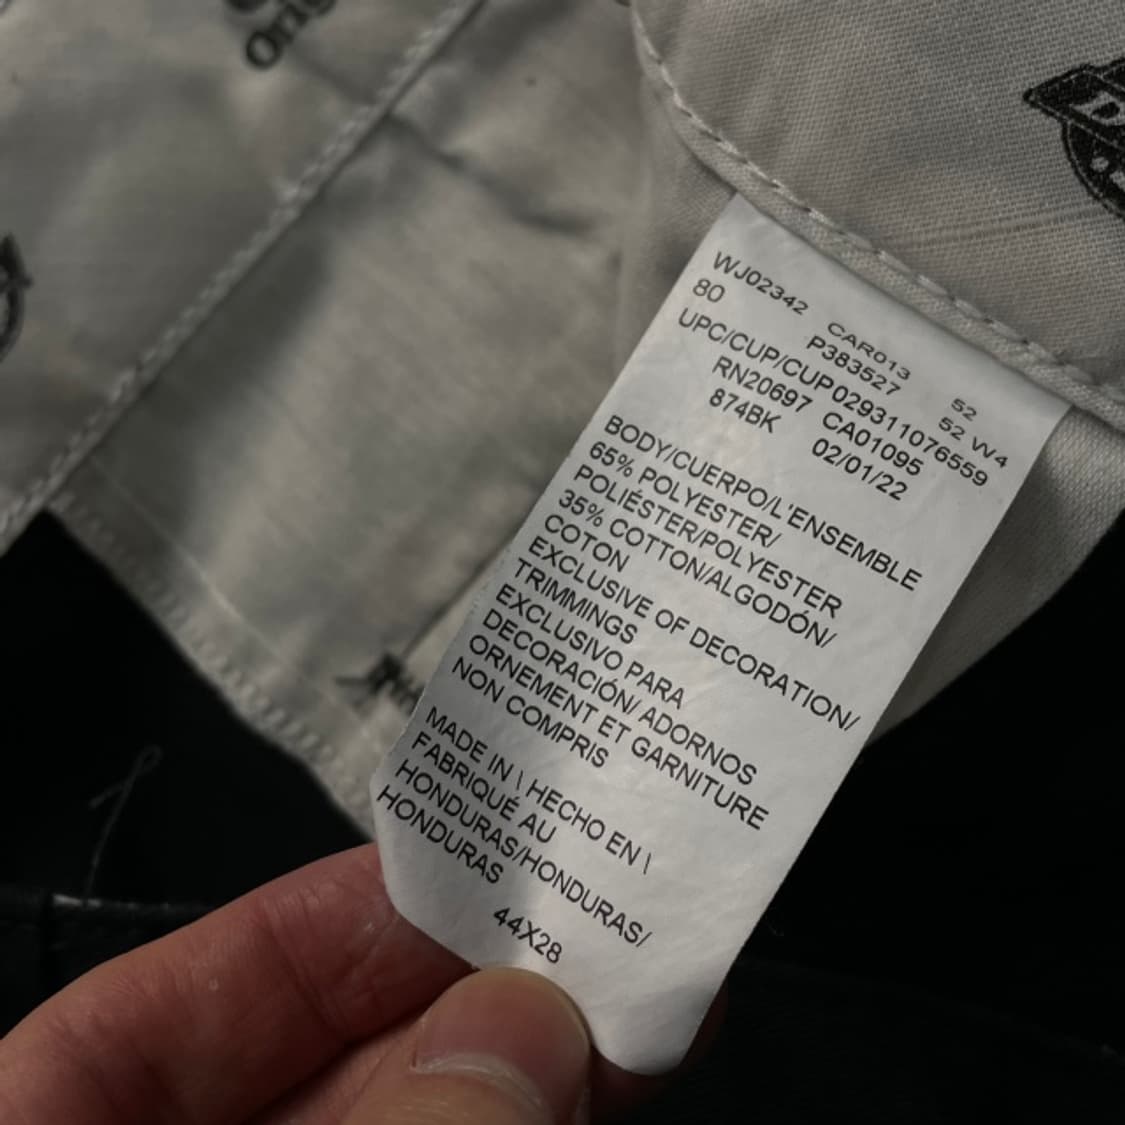 Orig
WJ02342 CAR013 52
80 P383527 52 W4
UPC/CUP/CUP029311076559
RN20697 CA01095
874BK 02/01/22
BODY/CUERPO/L'ENSEMBLE
65% POLYESTER/
POLIÉSTER/POLYESTER
35% COTTON/ALGODÓN/
COTON
EXCLUSIVE OF DECORATION/
TRIMMINGS
EXCLUSIVO PARA
DECORACIÓN/ ADORNOS
ORNEMENT ET GARNITURE
NON COMPRIS
MADE IN \ HECHO EN \
FABRIQUÉ AU
HONDURAS/HONDURAS/
HONDURAS
44X28